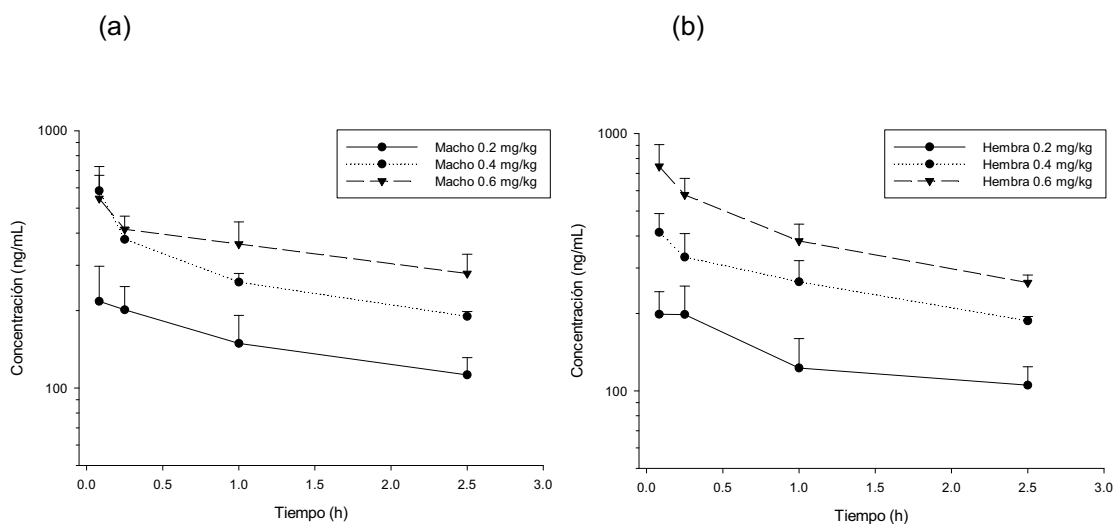 (a)
1000
100
Concentración (ng/mL)
0.0 0.5 1.0 1.5 2.0 2.5 3.0
Tiempo (h)
Macho 0.2 mg/kg
Macho 0.4 mg/kg
Macho 0.6 mg/kg
(b)
1000
100
Concentración (ng/mL)
0.0 0.5 1.0 1.5 2.0 2.5 3.0
Tiempo (h)
Hembra 0.2 mg/kg
Hembra 0.4 mg/kg
Hembra 0.6 mg/kg